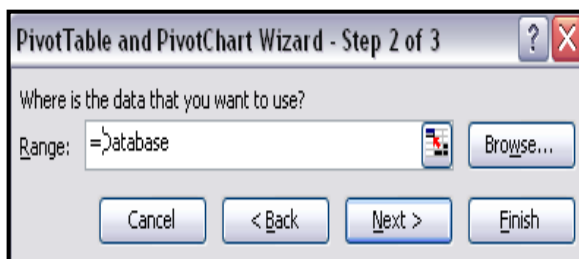 PivotTable and PivotChart Wizard - Step 2 of 3
Where is the data that you want to use?
Range: =Database Browse...
Cancel < Back Next > Finish